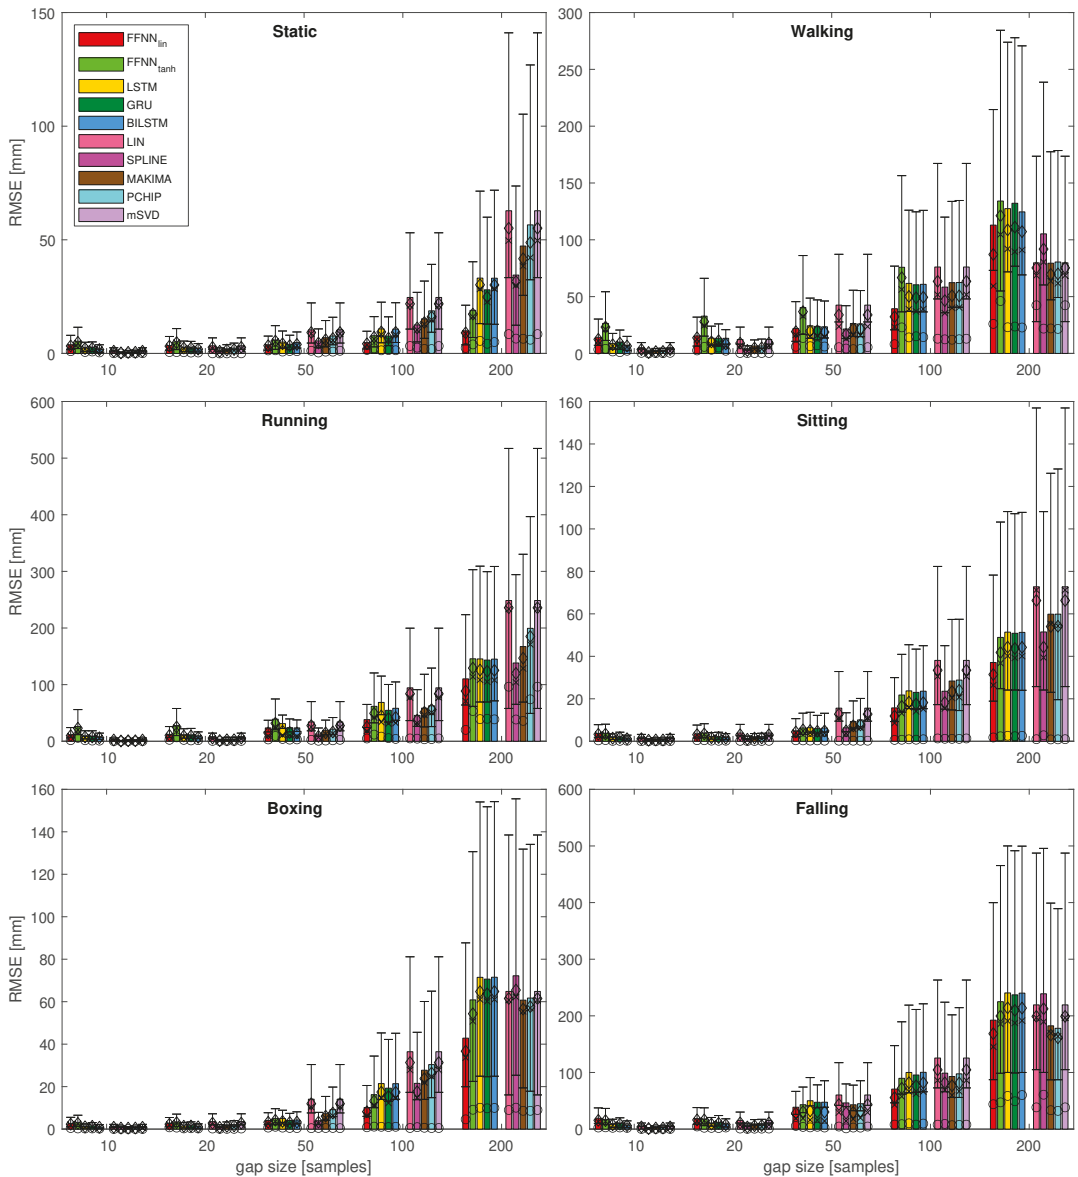 Static
150
100
50
0
RMSE [mm]
FFNN_lin
FFNN_tanh
LSTM
GRU
BILSTM
LIN
SPLINE
MAKIMA
PCHIP
mSVD
10 20 50 100 200
Walking
300
250
200
150
100
50
0
10 20 50 100 200
Running
600
500
400
300
200
100
0
RMSE [mm]
10 20 50 100 200
Sitting
160
140
120
100
80
60
40
20
0
10 20 50 100 200
Boxing
160
140
120
100
80
60
40
20
0
RMSE [mm]
10 20 50 100 200
gap size [samples]
Falling
600
500
400
300
200
100
0
10 20 50 100 200
gap size [samples]